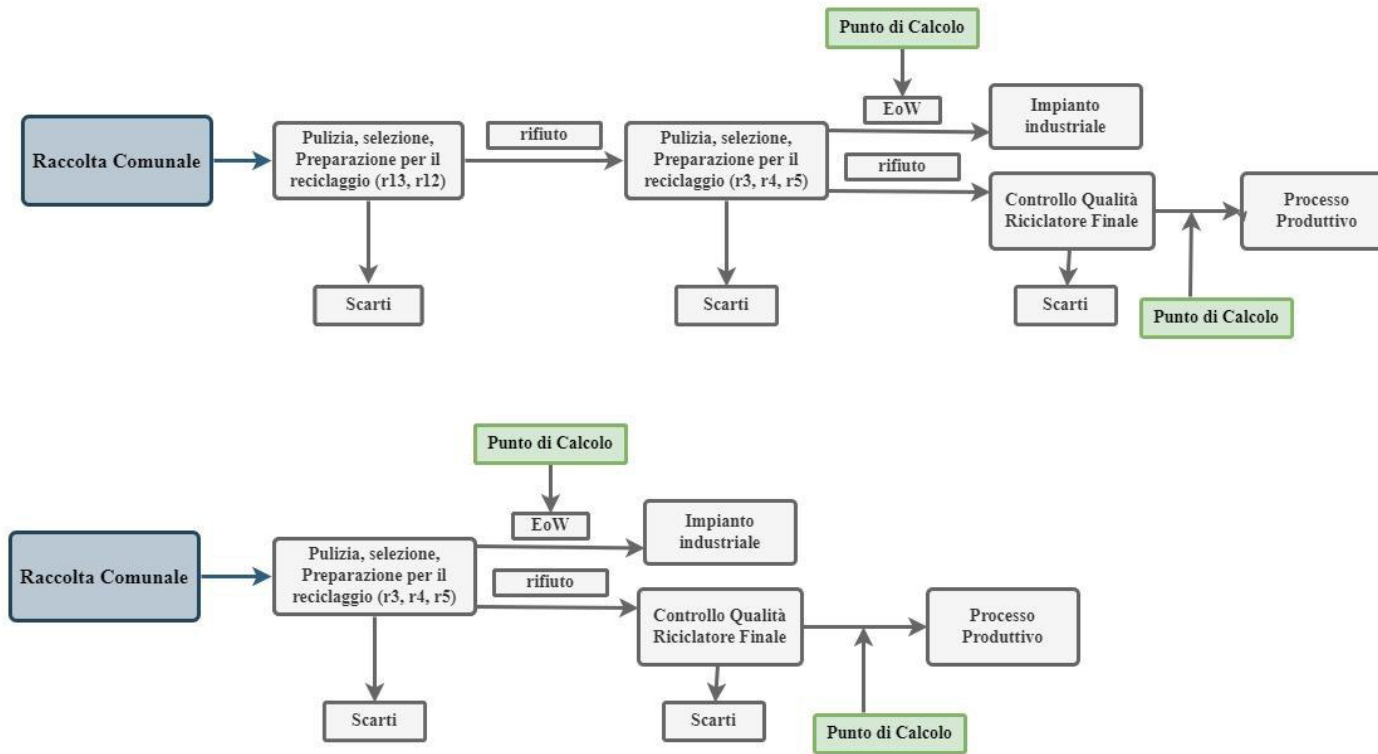 Punto di Calcolo
EoW
Impianto
industriale
Raccolta Comunale
Pulizia, selezione,
Preparazione per il
reciclaggio (r13, r12)
rifiuto
Pulizia, selezione,
Preparazione per il
reciclaggio (r3, r4, r5)
rifiuto
Controllo Qualità
Riciclatore Finale
Processo
Produttivo
Scarti
Scarti
Scarti
Punto di Calcolo
Punto di Calcolo
EoW
Impianto
industriale
Raccolta Comunale
Pulizia, selezione,
Preparazione per il
reciclaggio (r3, r4, r5)
rifiuto
Controllo Qualità
Riciclatore Finale
Processo
Produttivo
Scarti
Scarti
Punto di Calcolo